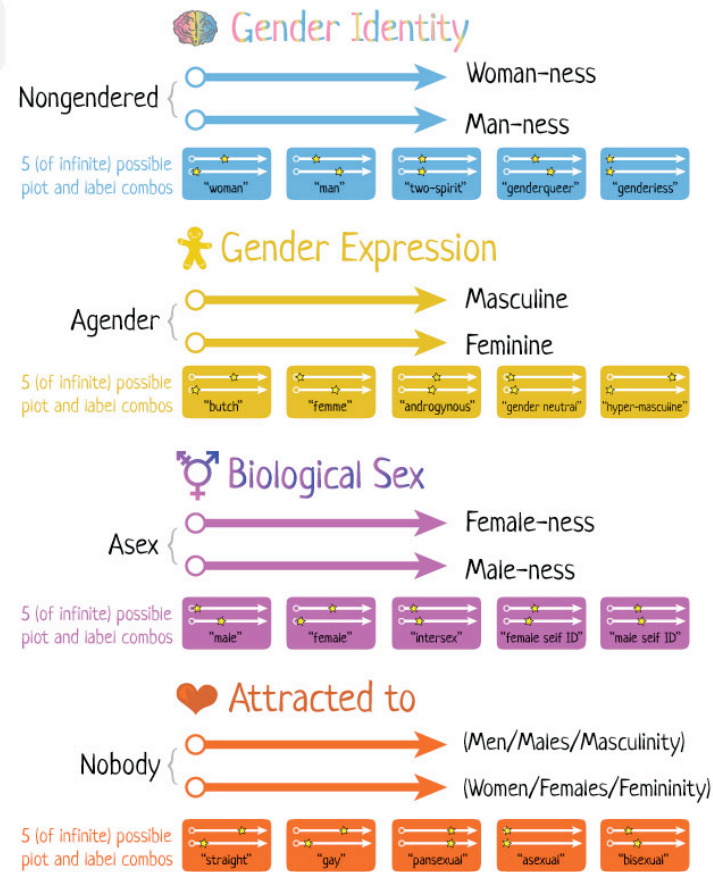 Gender Identity
Woman-ness
Nongendered
Man-ness
5 (of infinite) possible
plot and label combos
"woman" "man" "two-spirit" "genderqueer" "genderless"
Gender Expression
Masculine
Agender
Feminine
5 (of infinite) possible
plot and label combos
"butch" "femme" "androgynous" "gender neutral" "hyper-masculine"
Biological Sex
Female-ness
Asex
Male-ness
5 (of infinite) possible
plot and label combos
"male" "female" "intersex" "female self ID" "male self ID"
Attracted to
(Men/Males/Masculinity)
Nobody
(Women/Females/Femininity)
5 (of infinite) possible
plot and label combos
"straight" "gay" "pansexual" "asexual" "bisexual"